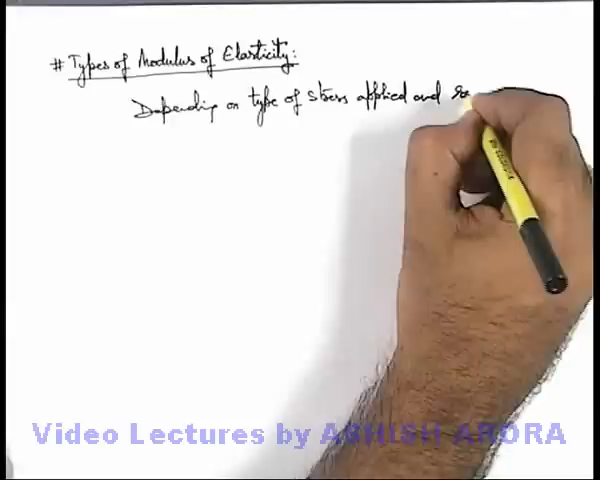 # Types of Modulus of Elasticity:
Depending on type of stress applied and
Video Lectures by ASHISH ARORA